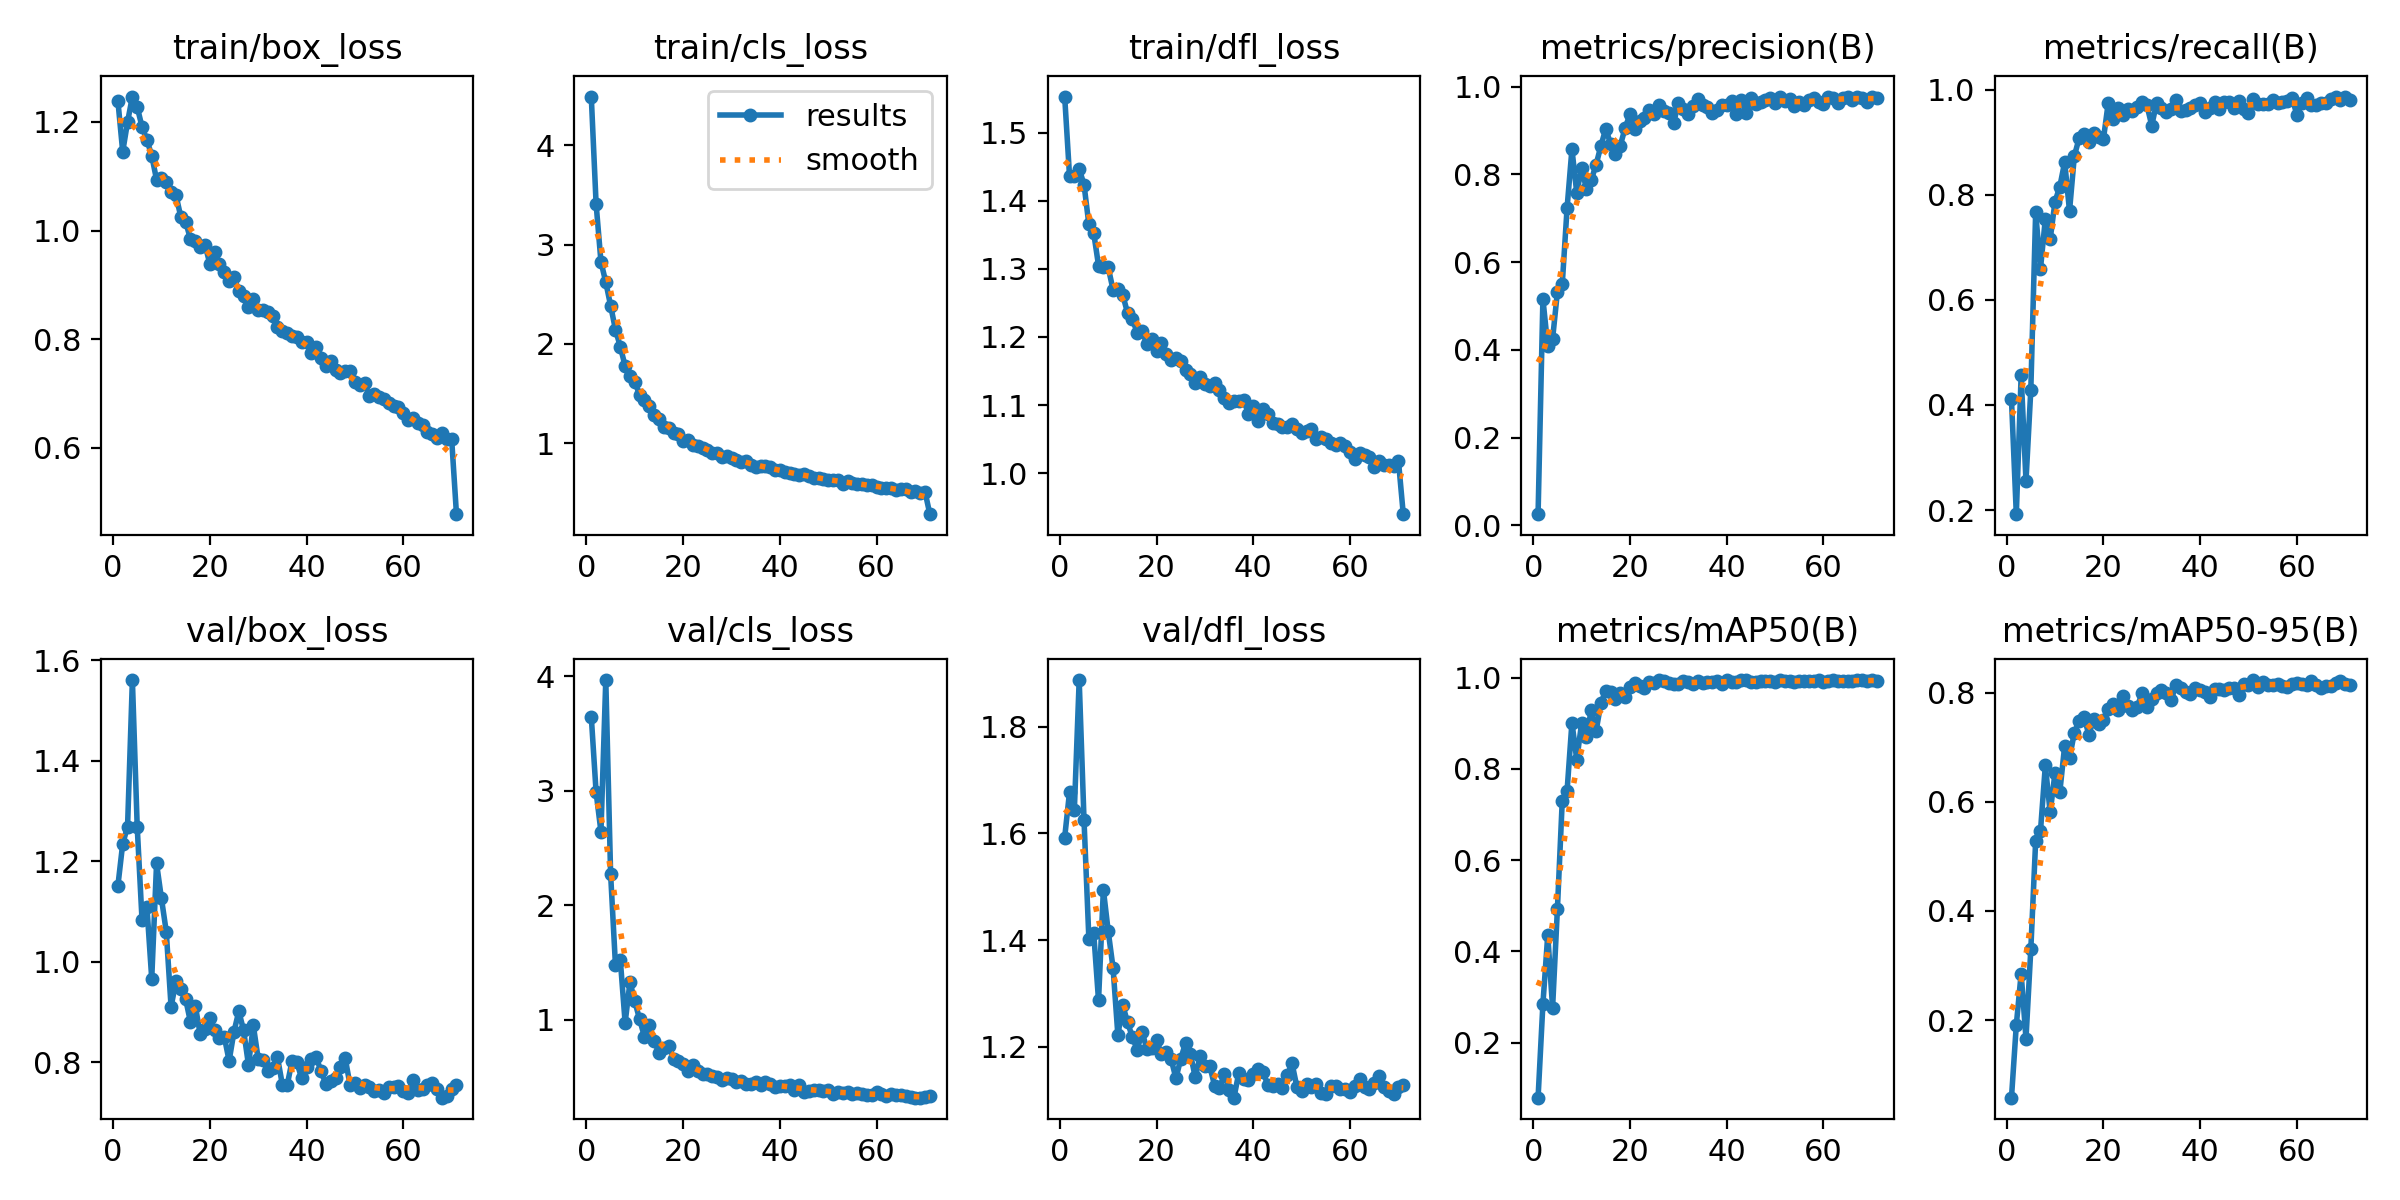 train/box_loss
1.2
1.0
0.8
0.6
0 20 40 60
train/cls_loss
results
smooth
4
3
2
1
0 20 40 60
train/dfl_loss
1.5
1.4
1.3
1.2
1.1
1.0
0 20 40 60
metrics/precision(B)
1.0
0.8
0.6
0.4
0.2
0.0
0 20 40 60
metrics/recall(B)
1.0
0.8
0.6
0.4
0.2
0 20 40 60
val/box_loss
1.6
1.4
1.2
1.0
0.8
0 20 40 60
val/cls_loss
4
3
2
1
0 20 40 60
val/dfl_loss
1.8
1.6
1.4
1.2
0 20 40 60
metrics/mAP50(B)
1.0
0.8
0.6
0.4
0.2
0 20 40 60
metrics/mAP50-95(B)
0.8
0.6
0.4
0.2
0 20 40 60